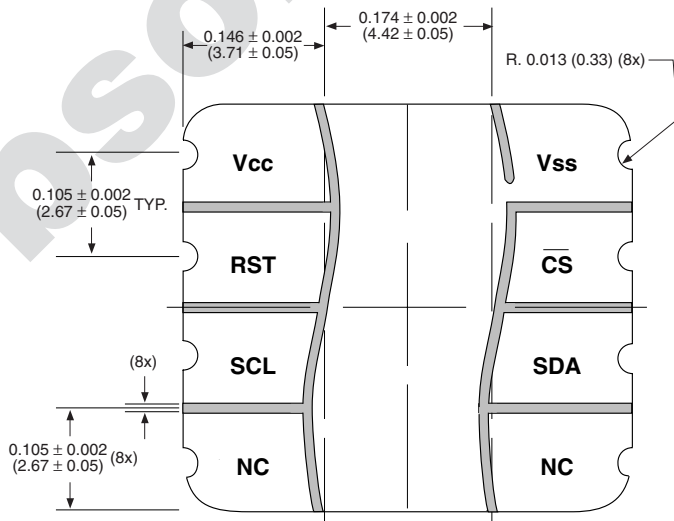 0.146 ± 0.002
(3.71 ± 0.05)
0.174 ± 0.002
(4.42 ± 0.05)
R. 0.013 (0.33) (8x)
Vcc
Vss
0.105 ± 0.002
(2.67 ± 0.05) TYP.
RST
C̅S̅
SCL
SDA
(8x)
0.105 ± 0.002
(2.67 ± 0.05) (8x)
NC
NC